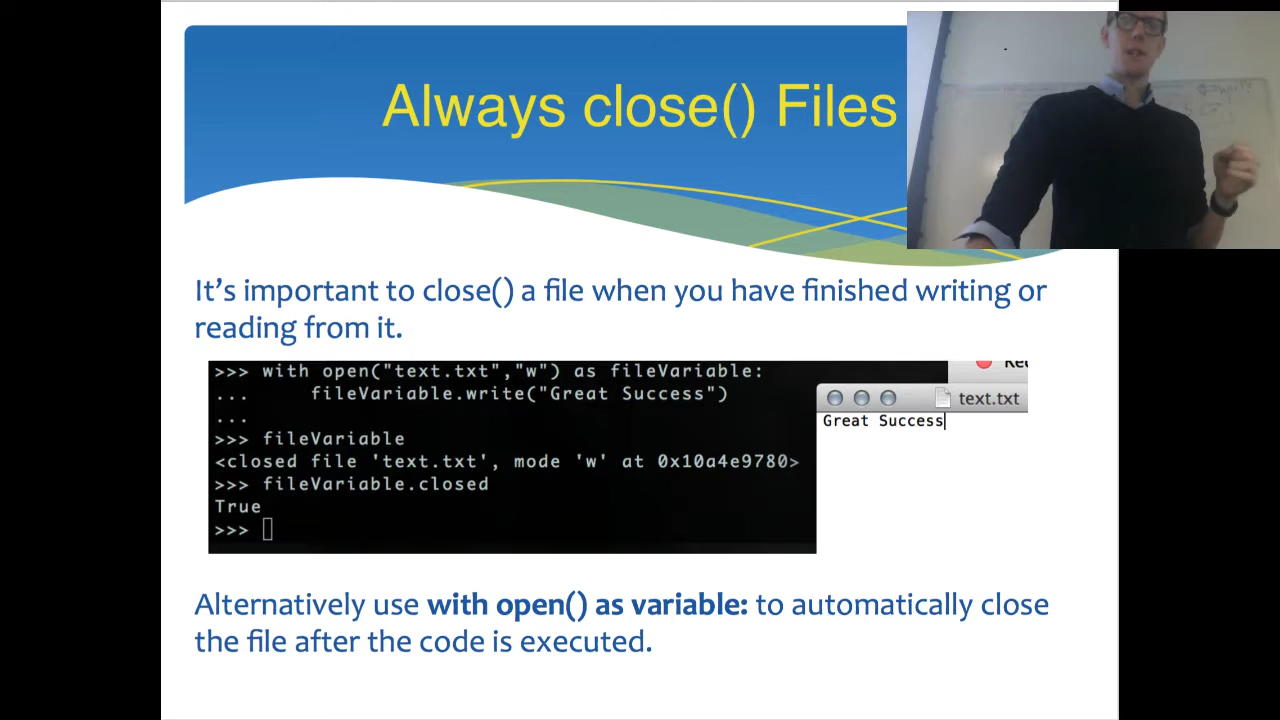 Always close() Files
It's important to close() a file when you have finished writing or
reading from it.
>>> with open("text.txt","w") as fileVariable:
...     fileVariable.write("Great Success")
...
>>> fileVariable
<closed file 'text.txt', mode 'w' at 0x10a4e9780>
>>> fileVariable.closed
True
>>>
text.txt
Great Success
Alternatively use with open() as variable: to automatically close
the file after the code is executed.